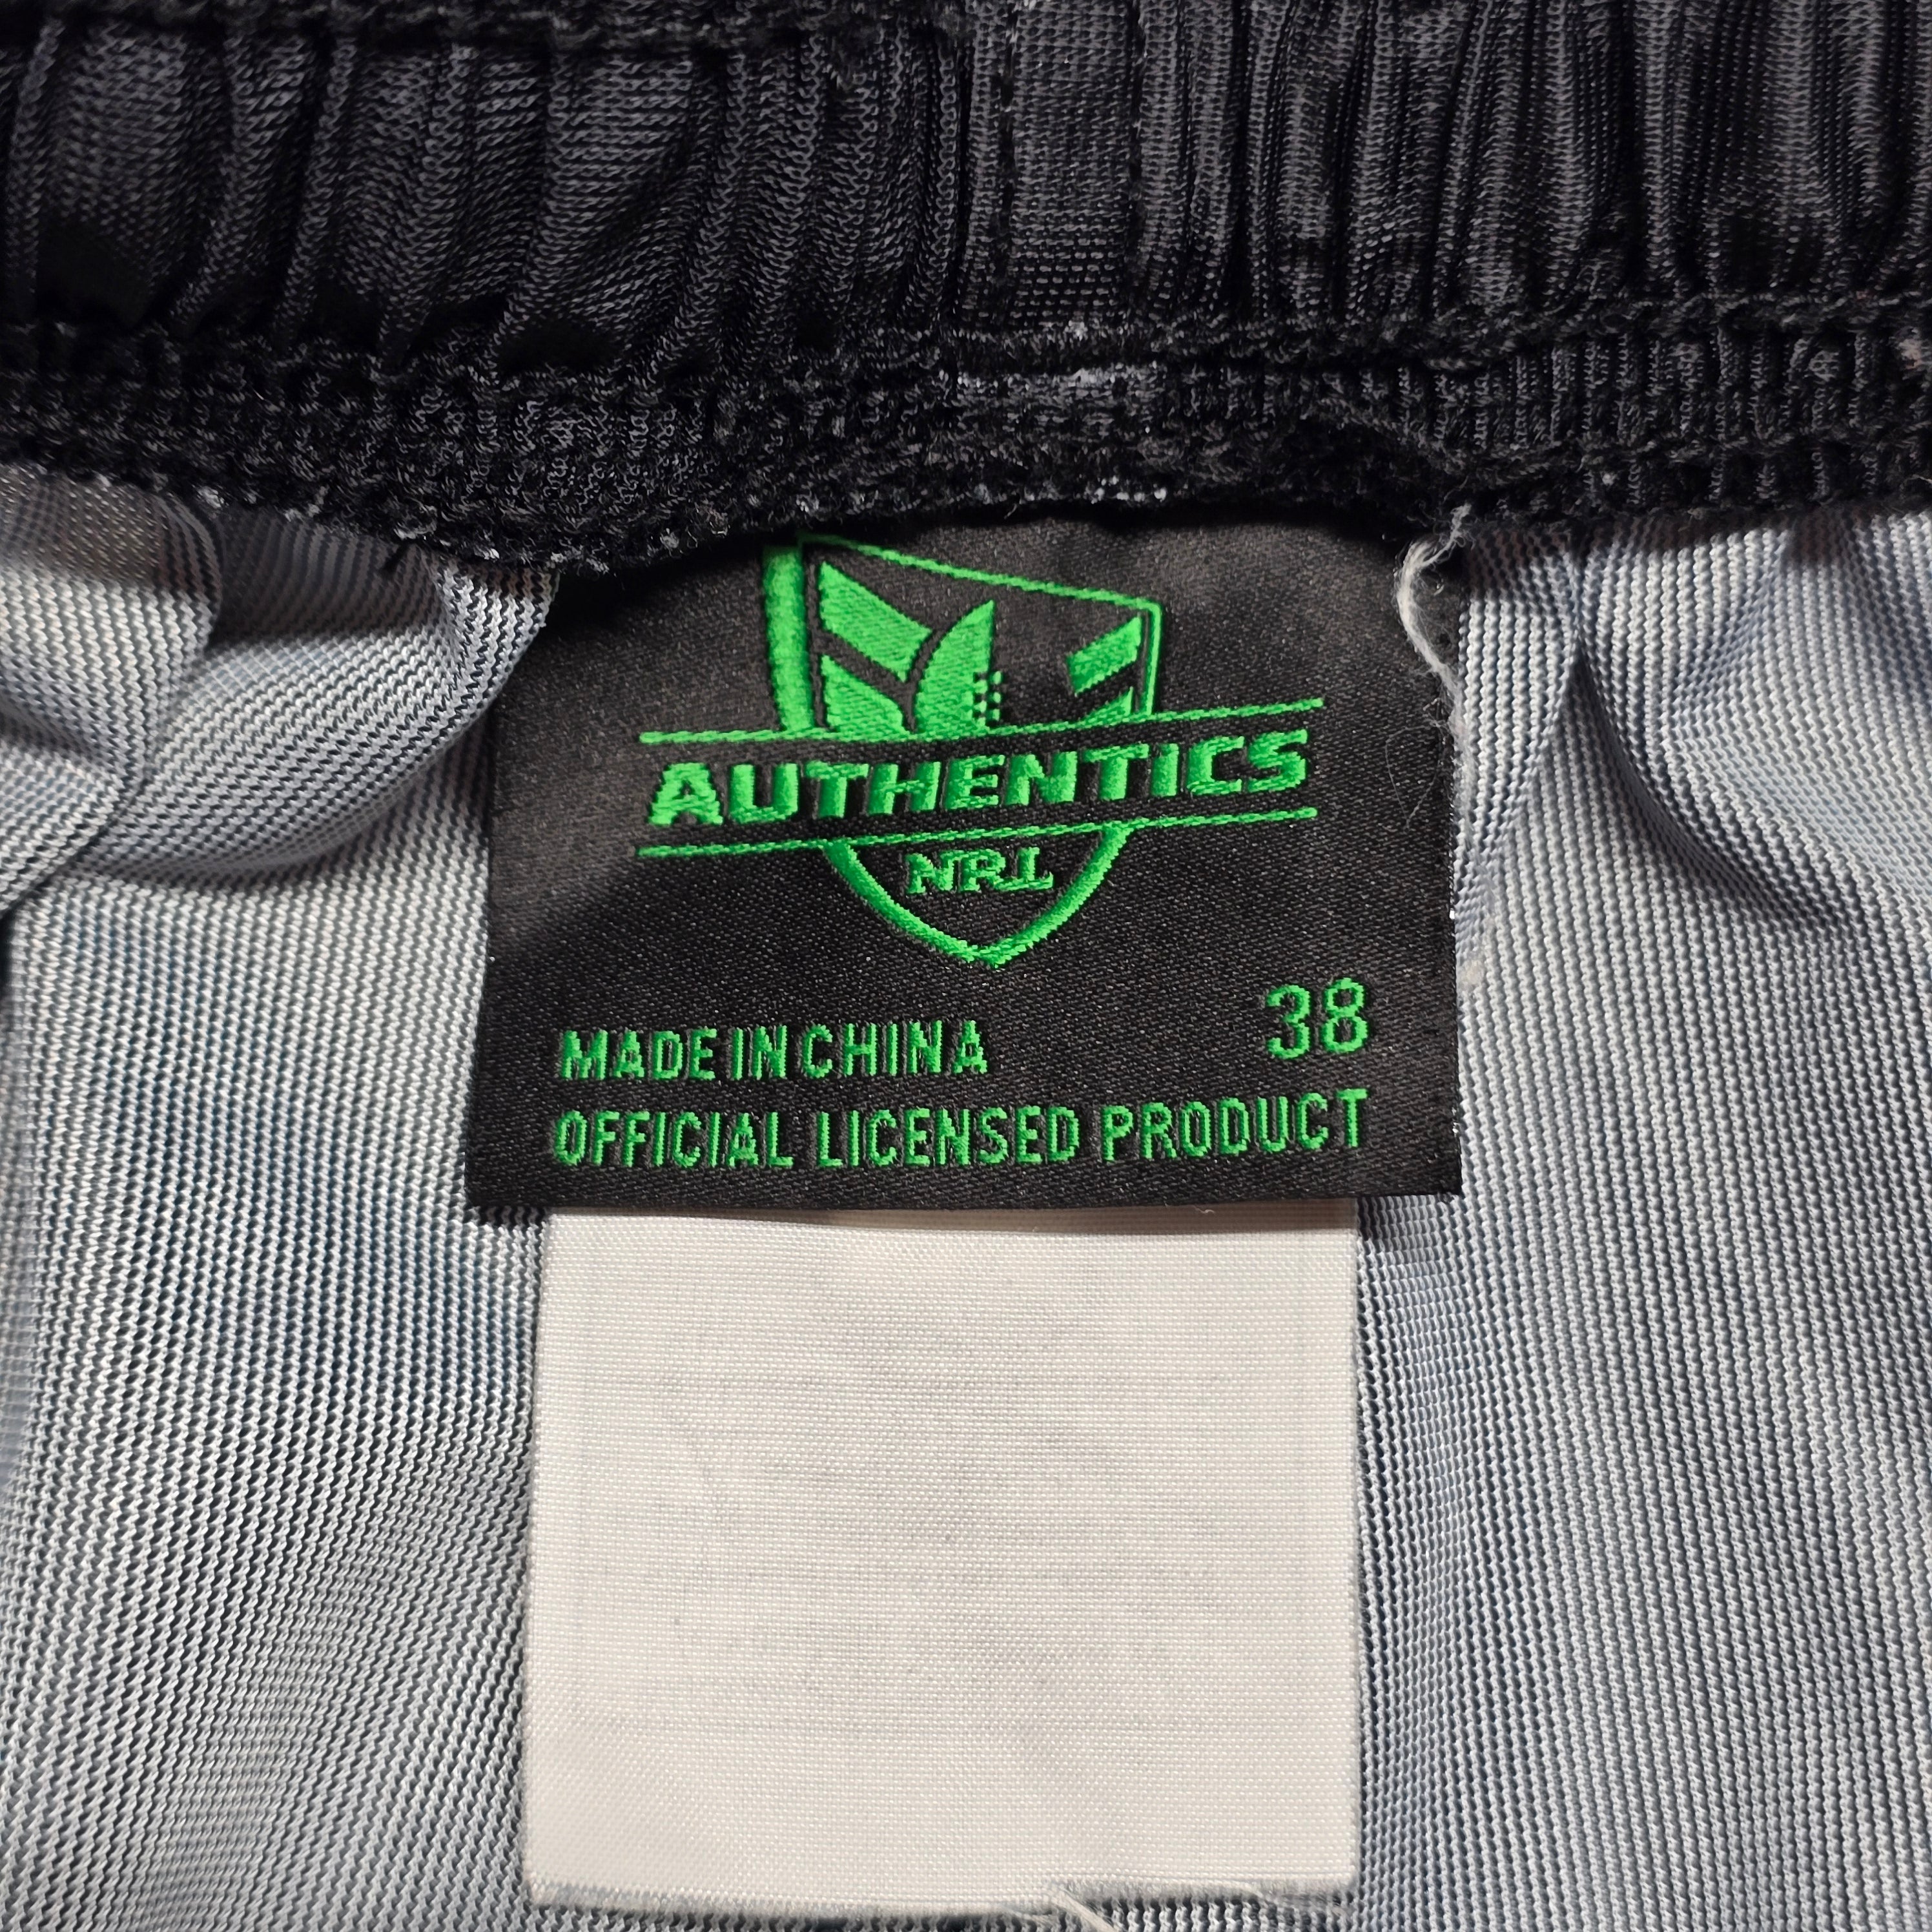 AUTHENTICS
NRL
MADE IN CHINA 38
OFFICIAL LICENSED PRODUCT